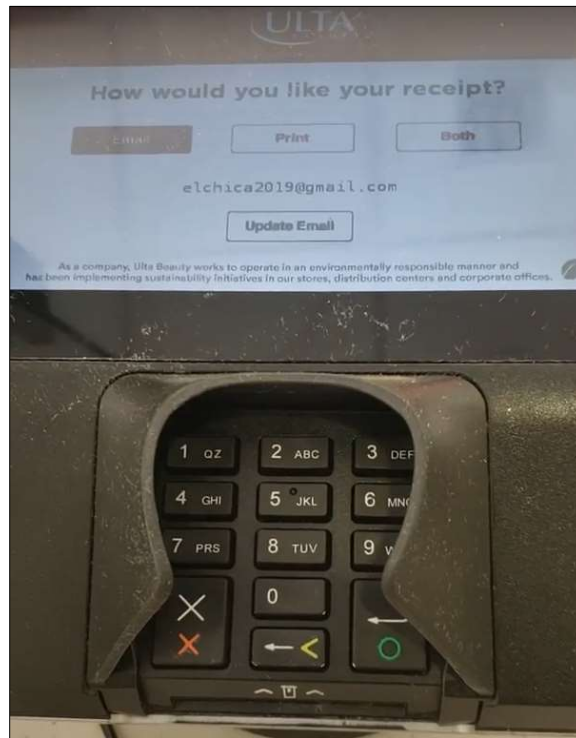 ULTA
How would you like your receipt?
Email Print Both
elchica2019@gmail.com
Update Email
As a company, Ulta Beauty works to operate in an environmentally responsible manner and
has been implementing sustainability initiatives in our stores, distribution centers and corporate offices.
1 QZ 2 ABC 3 DEF
4 GHI 5 JKL 6 MNO
7 PRS 8 TUV 9 W
0